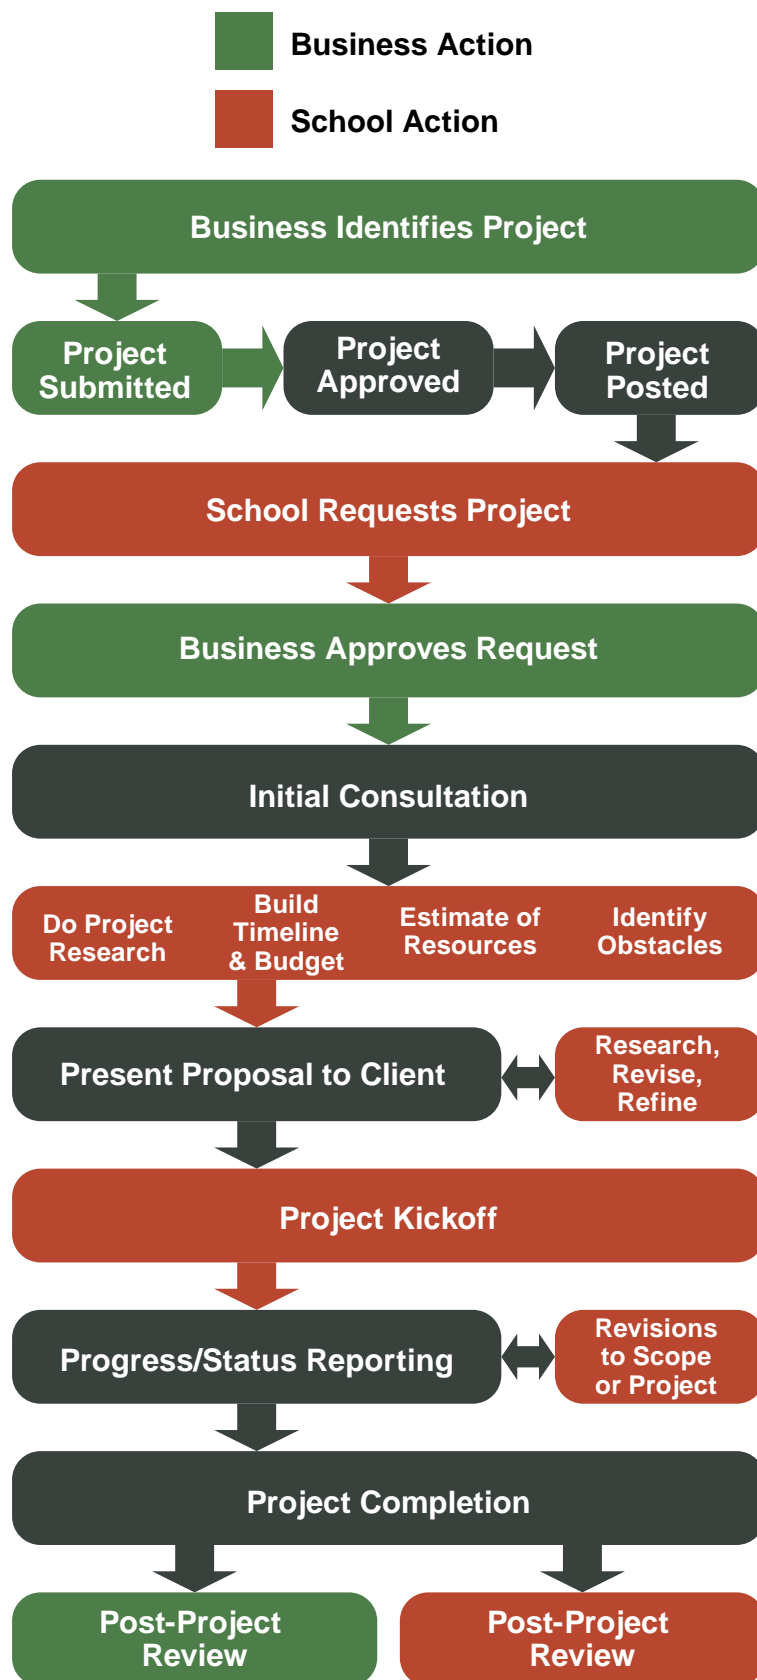 Business Action
School Action
Business Identifies Project
Project
Submitted
Project
Approved
Project
Posted
School Requests Project
Business Approves Request
Initial Consultation
Do Project
Research
Build
Timeline
& Budget
Estimate of
Resources
Identify
Obstacles
Present Proposal to Client
Research,
Revise,
Refine
Project Kickoff
Progress/Status Reporting
Revisions
to Scope
or Project
Project Completion
Post-Project
Review
Post-Project
Review